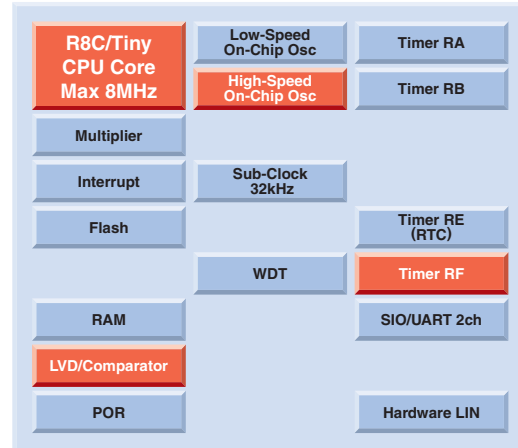 R8C/Tiny
CPU Core
Max 8MHz
Multiplier
Interrupt
Flash
RAM
LVD/Comparator
POR
Low-Speed
On-Chip Osc
High-Speed
On-Chip Osc
Sub-Clock
32kHz
WDT
Timer RA
Timer RB
Timer RE
(RTC)
Timer RF
SIO/UART 2ch
Hardware LIN